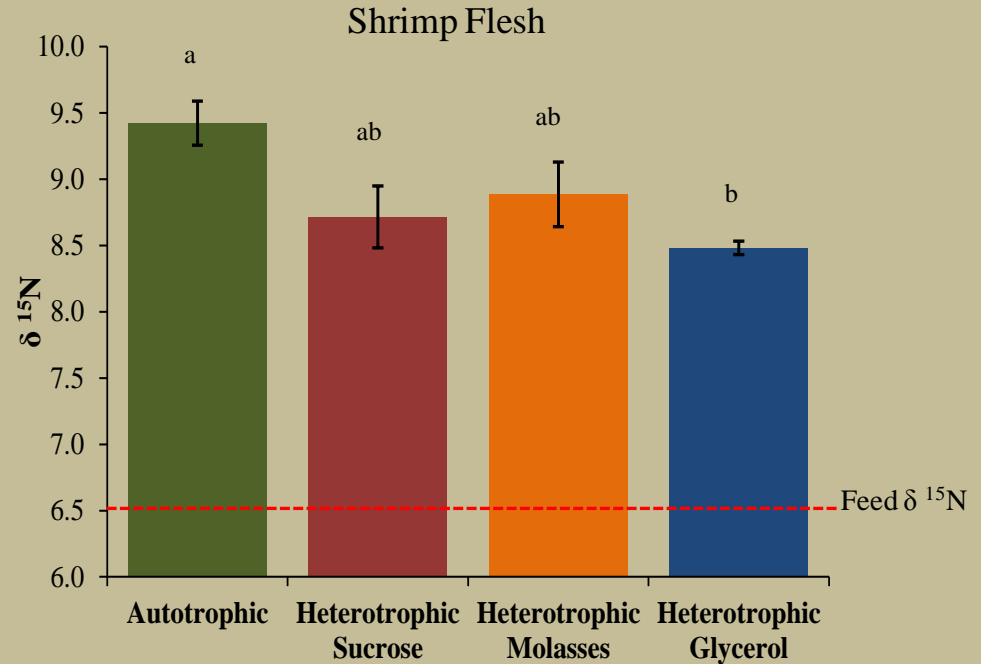 Shrimp Flesh
10.0
9.5
9.0
8.5
8.0
7.5
7.0
6.5
6.0
δ ¹⁵N
a
ab
ab
b
Feed δ ¹⁵N
Autotrophic
Heterotrophic
Sucrose
Heterotrophic
Molasses
Heterotrophic
Glycerol